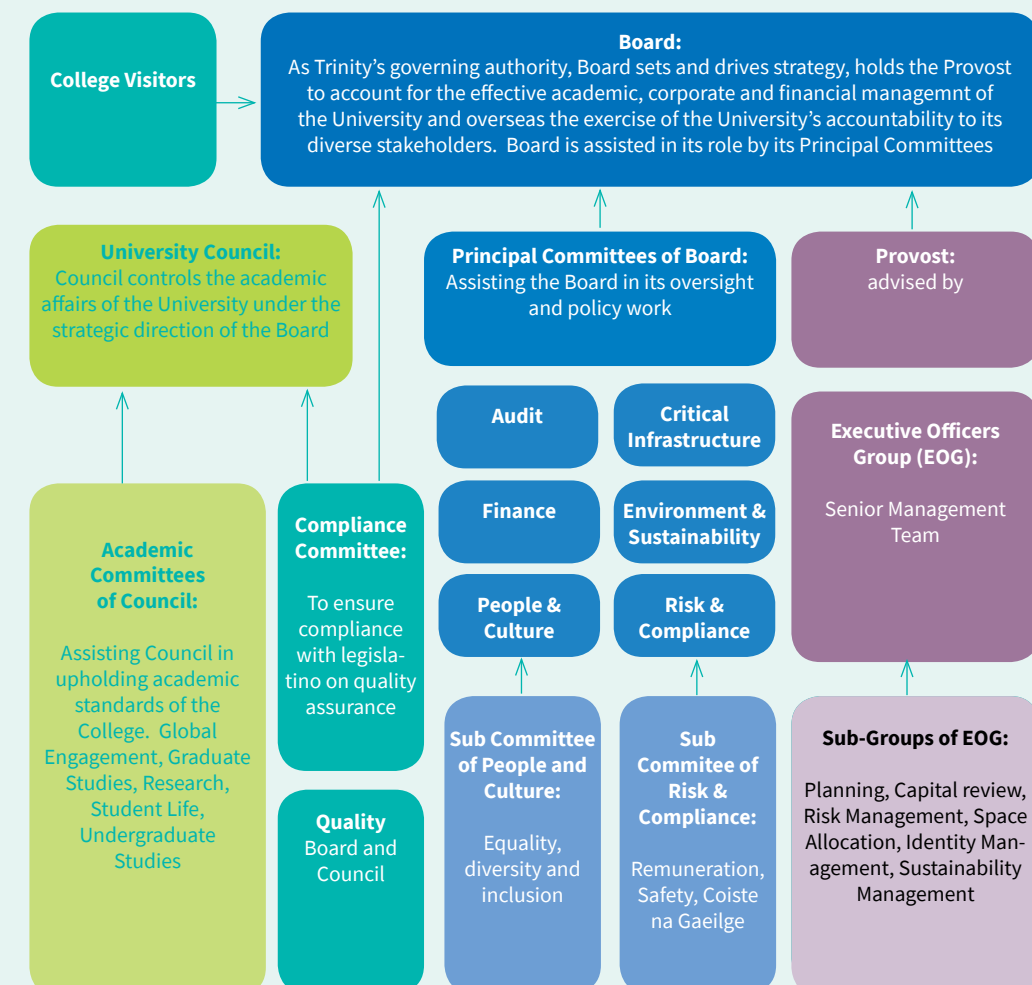 College Visitors
Board:
As Trinity's governing authority, Board sets and drives strategy, holds the Provost
to account for the effective academic, corporate and financial managemnt of
the University and overseas the exercise of the University's accountability to its
diverse stakeholders.  Board is assisted in its role by its Principal Committees
University Council:
Council controls the academic
affairs of the University under the
strategic direction of the Board
Principal Committees of Board:
Assisting the Board in its oversight
and policy work
Provost:
advised by
Audit
Critical
Infrastructure
Finance
Environment &
Sustainability
People &
Culture
Risk &
Compliance
Executive Officers
Group (EOG):
Senior Management
Team
Academic
Committees
of Council:
Assisting Council in
upholding academic
standards of the
College.  Global
Engagement, Graduate
Studies, Research,
Student Life,
Undergraduate
Studies
Compliance
Committee:
To ensure
compliance
with legisla-
tino on quality
assurance
Quality
Board and
Council
Sub Committee
of People and
Culture:
Equality,
diversity and
inclusion
Sub
Commitee of
Risk &
Compliance:
Remuneration,
Safety, Coiste
na Gaeilge
Sub-Groups of EOG:
Planning, Capital review,
Risk Management, Space
Allocation, Identity Man-
agement, Sustainability
Management